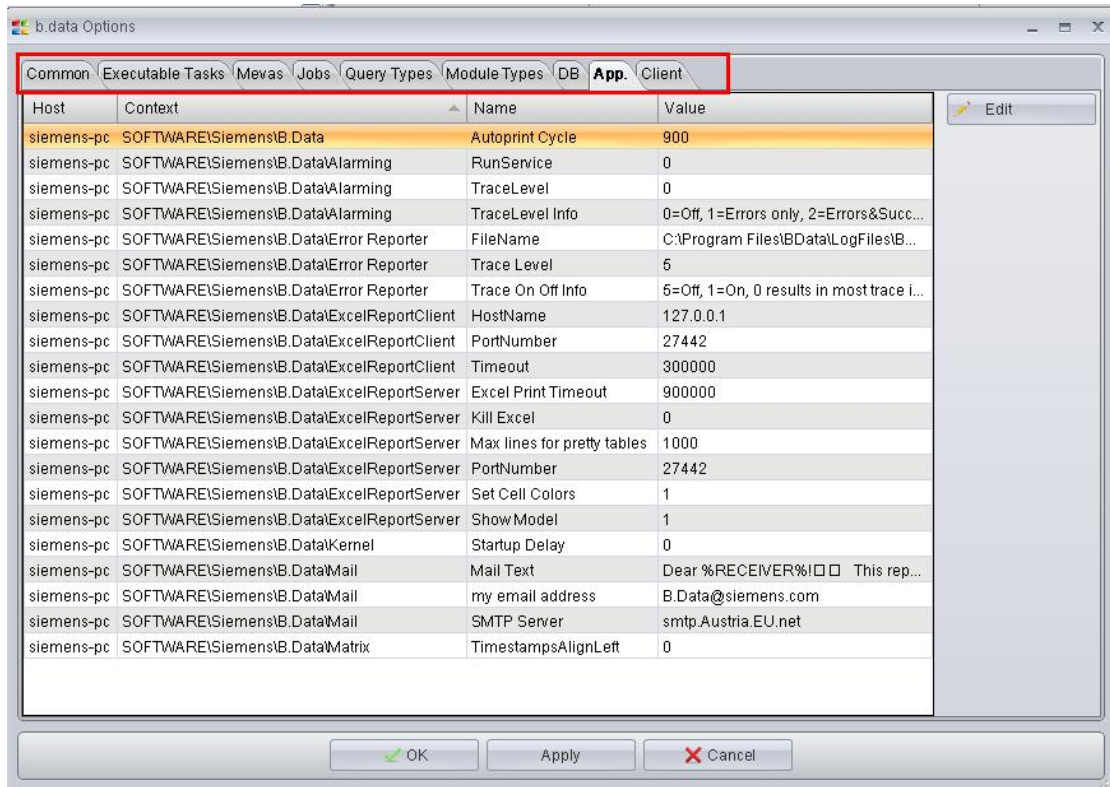 b.data Options
Common Executable Tasks Mevas Jobs Query Types Module Types DB App. Client
Host Context Name Value Edit
siemens-pc SOFTWARE\Siemens\B.Data Autoprint Cycle 900
siemens-pc SOFTWARE\Siemens\B.Data\Alarming RunService 0
siemens-pc SOFTWARE\Siemens\B.Data\Alarming TraceLevel 0
siemens-pc SOFTWARE\Siemens\B.Data\Alarming TraceLevel Info 0=Off, 1=Errors only, 2=Errors&Succ...
siemens-pc SOFTWARE\Siemens\B.Data\Error Reporter FileName C:\Program Files\BData\LogFiles\B...
siemens-pc SOFTWARE\Siemens\B.Data\Error Reporter Trace Level 5
siemens-pc SOFTWARE\Siemens\B.Data\Error Reporter Trace On Off Info 5=Off, 1=On, 0 results in most trace i...
siemens-pc SOFTWARE\Siemens\B.Data\ExcelReportClient HostName 127.0.0.1
siemens-pc SOFTWARE\Siemens\B.Data\ExcelReportClient PortNumber 27442
siemens-pc SOFTWARE\Siemens\B.Data\ExcelReportClient Timeout 300000
siemens-pc SOFTWARE\Siemens\B.Data\ExcelReportServer Excel Print Timeout 900000
siemens-pc SOFTWARE\Siemens\B.Data\ExcelReportServer Kill Excel 0
siemens-pc SOFTWARE\Siemens\B.Data\ExcelReportServer Max lines for pretty tables 1000
siemens-pc SOFTWARE\Siemens\B.Data\ExcelReportServer PortNumber 27442
siemens-pc SOFTWARE\Siemens\B.Data\ExcelReportServer Set Cell Colors 1
siemens-pc SOFTWARE\Siemens\B.Data\ExcelReportServer ShowModel 1
siemens-pc SOFTWARE\Siemens\B.Data\Kernel Startup Delay 0
siemens-pc SOFTWARE\Siemens\B.Data\Mail Mail Text Dear %RECEIVER%!□□ This rep...
siemens-pc SOFTWARE\Siemens\B.Data\Mail my email address B.Data@siemens.com
siemens-pc SOFTWARE\Siemens\B.Data\Mail SMTP Server smtp.Austria.EU.net
siemens-pc SOFTWARE\Siemens\B.Data\Matrix TimestampsAlignLeft 0
OK Apply Cancel